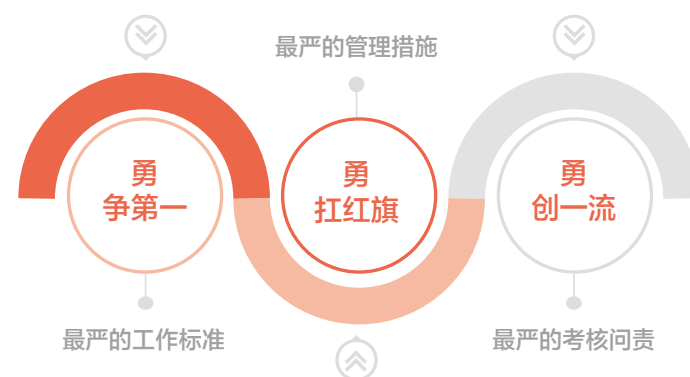 最严的管理措施
勇
争第一
勇
扛红旗
勇
创一流
最严的工作标准
最严的考核问责